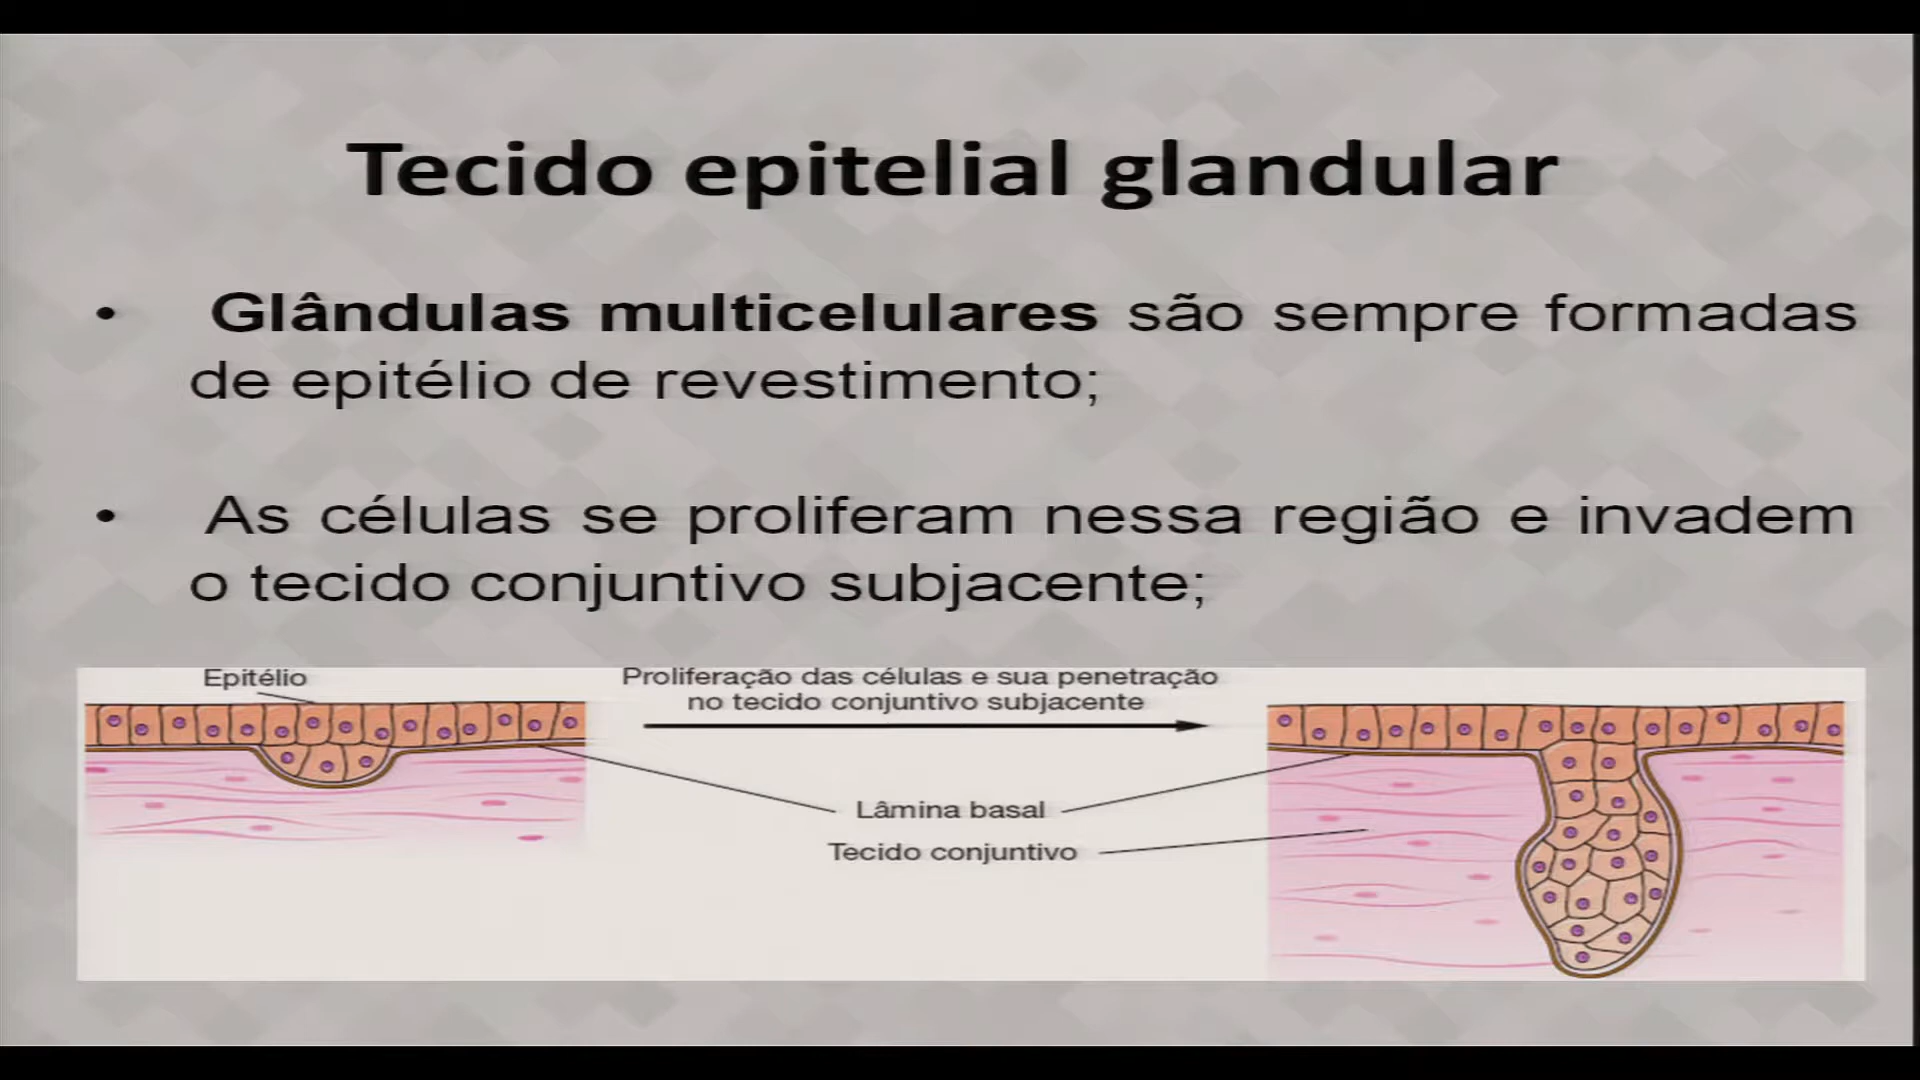 Tecido epitelial glandular
• Glândulas multicelulares são sempre formadas
de epitélio de revestimento;
• As células se proliferam nessa região e invadem
o tecido conjuntivo subjacente;
Epitélio
Proliferação das células e sua penetração
no tecido conjuntivo subjacente
Lâmina basal
Tecido conjuntivo